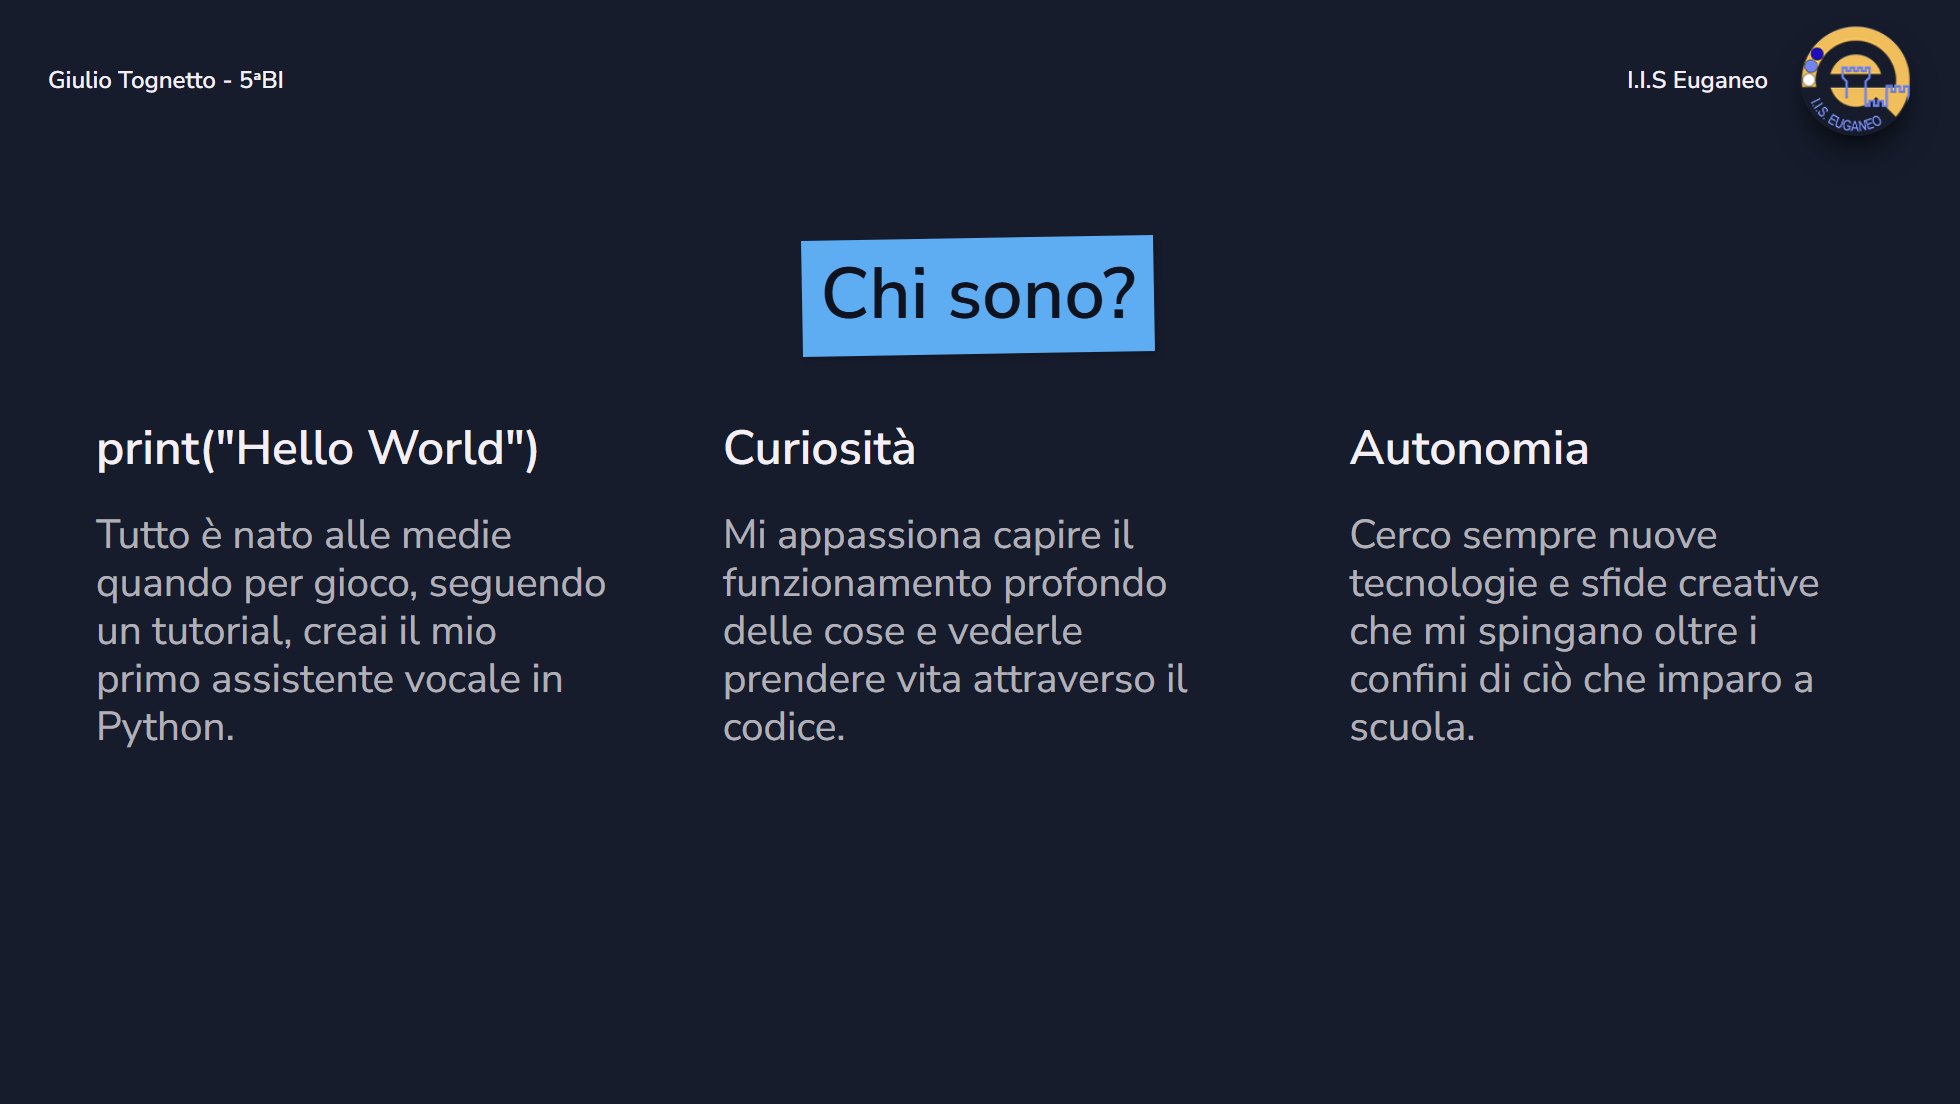 Giulio Tognetto - 5ªBI
I.I.S Euganeo
I.I.S. EUGANEO
Chi sono?
print("Hello World")
Tutto è nato alle medie
quando per gioco, seguendo
un tutorial, creai il mio
primo assistente vocale in
Python.
Curiosità
Mi appassiona capire il
funzionamento profondo
delle cose e vederle
prendere vita attraverso il
codice.
Autonomia
Cerco sempre nuove
tecnologie e sfide creative
che mi spingano oltre i
confini di ciò che imparo a
scuola.